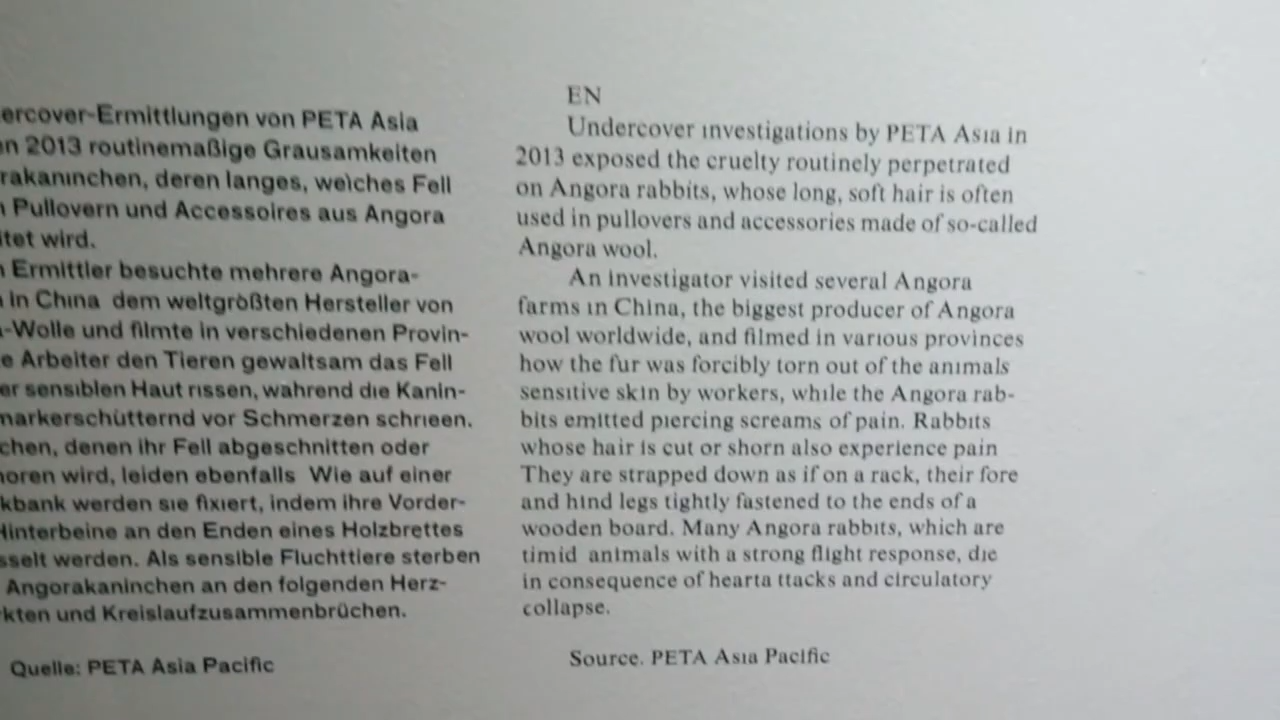 ercover-Ermittlungen von PETA Asia
en 2013 routinemaßige Grausamkeiten
rakaninchen, deren langes, weiches Fell
n Pullovern und Accessoires aus Angora
itet wird.
n Ermittler besuchte mehrere Angora-
n in China dem weltgrößten Hersteller von
a-Wolle und filmte in verschiedenen Provin-
e Arbeiter den Tieren gewaltsam das Fell
er sensiblen Haut rissen, wahrend die Kanin-
markerschütternd vor Schmerzen schrieen.
chen, denen ihr Fell abgeschnitten oder
horen wird, leiden ebenfalls Wie auf einer
kbank werden sie fixiert, indem ihre Vorder-
Hinterbeine an den Enden eines Holzbrettes
sselt werden. Als sensible Fluchttiere sterben
Angorakaninchen an den folgenden Herz-
kten und Kreislaufzusammenbrüchen.
Quelle: PETA Asia Pacific
EN
Undercover investigations by PETA Asia in
2013 exposed the cruelty routinely perpetrated
on Angora rabbits, whose long, soft hair is often
used in pullovers and accessories made of so-called
Angora wool.
An investigator visited several Angora
farms in China, the biggest producer of Angora
wool worldwide, and filmed in various provinces
how the fur was forcibly torn out of the animals
sensitive skin by workers, while the Angora rab-
bits emitted piercing screams of pain. Rabbits
whose hair is cut or shorn also experience pain
They are strapped down as if on a rack, their fore
and hind legs tightly fastened to the ends of a
wooden board. Many Angora rabbits, which are
timid animals with a strong flight response, die
in consequence of hearta ttacks and circulatory
collapse.
Source. PETA Asia Pacific